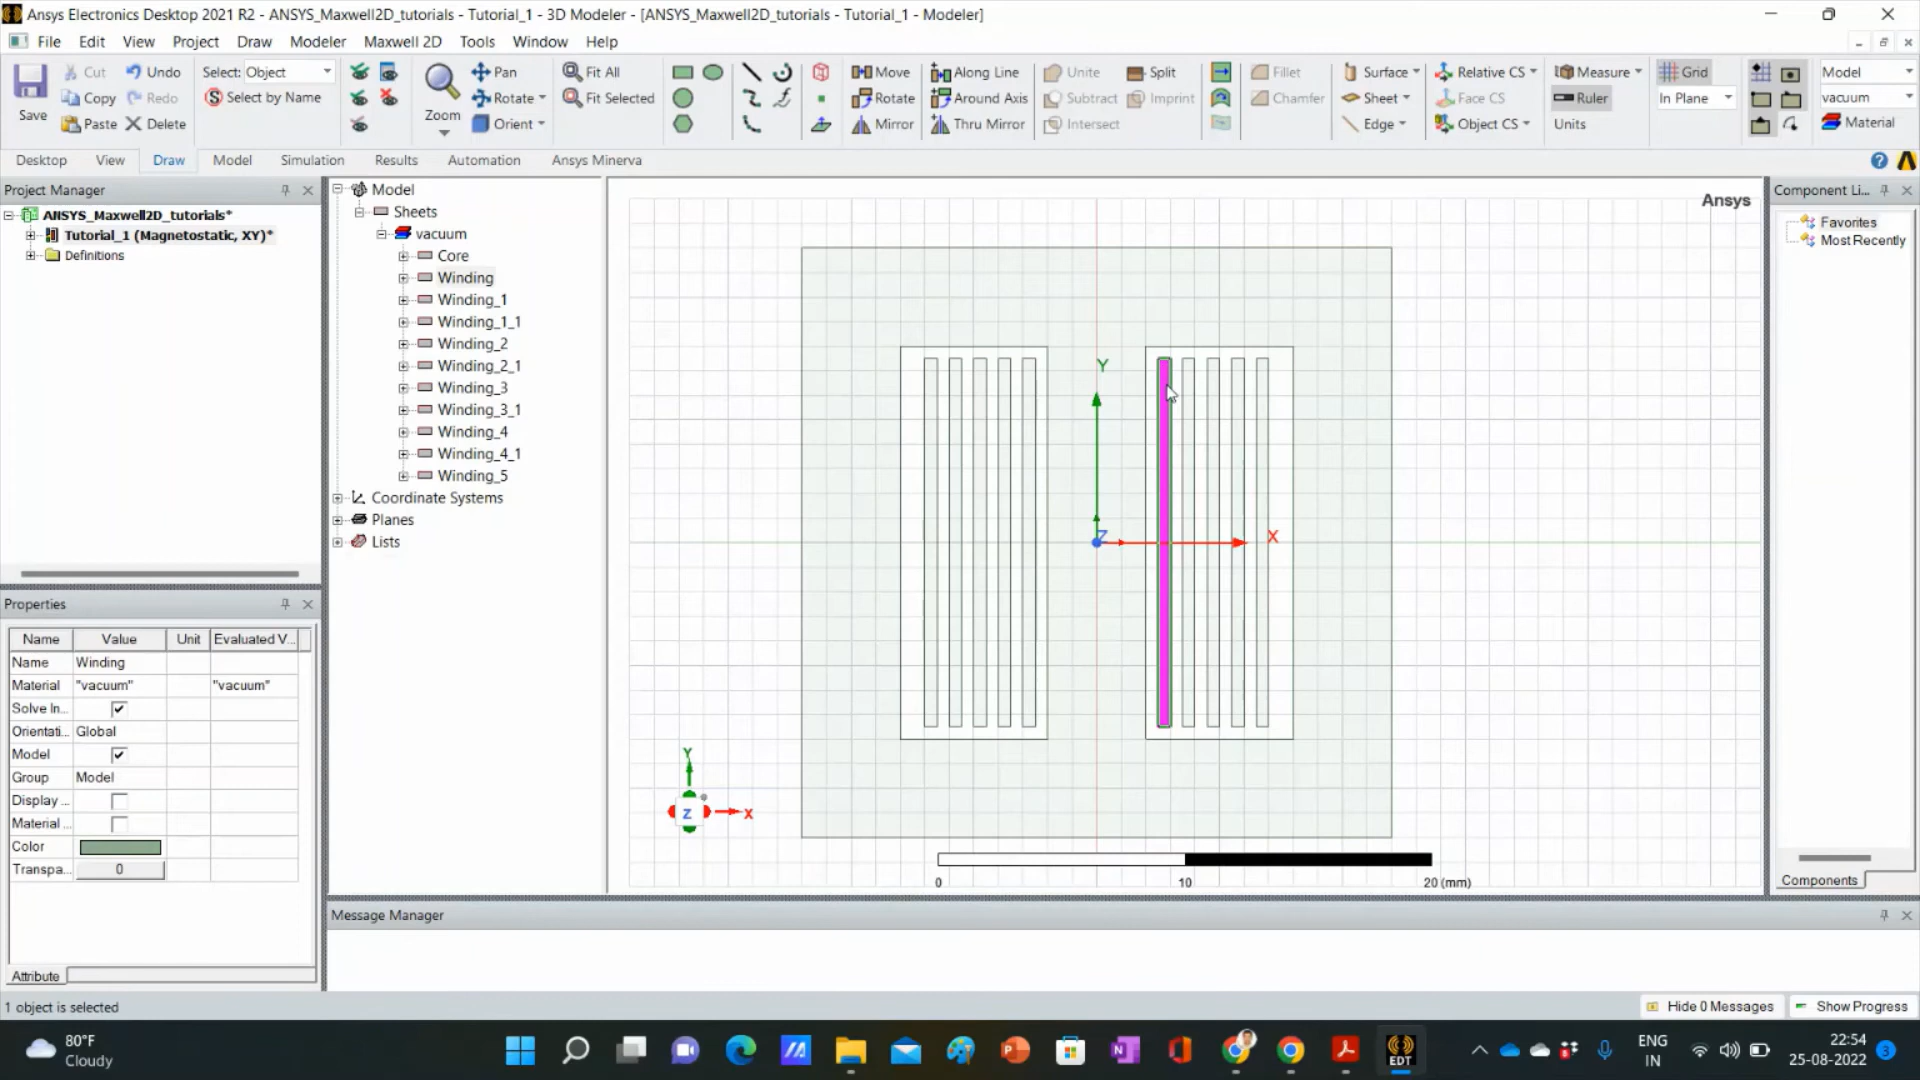 Ansys Electronics Desktop 2021 R2 - ANSYS_Maxwell2D_tutorials - Tutorial_1 - 3D Modeler - [ANSYS_Maxwell2D_tutorials - Tutorial_1 - Modeler]
File Edit View Project Draw Modeler Maxwell 2D Tools Window Help
Save
Cut Undo
Copy Redo
Paste Delete
Select: Object
Select by Name
Zoom
Pan
Rotate
Orient
Fit All
Fit Selected
Move
Rotate
Mirror
Along Line
Around Axis
Thru Mirror
Unite Split
Subtract Imprint
Intersect
Fillet
Chamfer
Surface
Sheet
Edge
Relative CS
Face CS
Object CS
Measure
Ruler
Units
Grid
In Plane
Model
vacuum
Material
Desktop View Draw Model Simulation Results Automation Ansys Minerva
Project Manager
ANSYS_Maxwell2D_tutorials*
Tutorial_1 (Magnetostatic, XY)*
Definitions
Model
Sheets
vacuum
Core
Winding
Winding_1
Winding_1_1
Winding_2
Winding_2_1
Winding_3
Winding_3_1
Winding_4
Winding_4_1
Winding_5
Coordinate Systems
Planes
Lists
Ansys
Y
Z
X
Y
Z X
0 10 20 (mm)
Component Li...
Favorites
Most Recently
Components
Properties
Name Value Unit Evaluated V...
Name Winding
Material "vacuum" "vacuum"
Solve In...
Orientati... Global
Model
Group Model
Display ...
Material ...
Color
Transpa... 0
Attribute
Message Manager
1 object is selected
Hide 0 Messages Show Progress
80°F
Cloudy
EDT
ENG
IN
22:54
25-08-2022
3